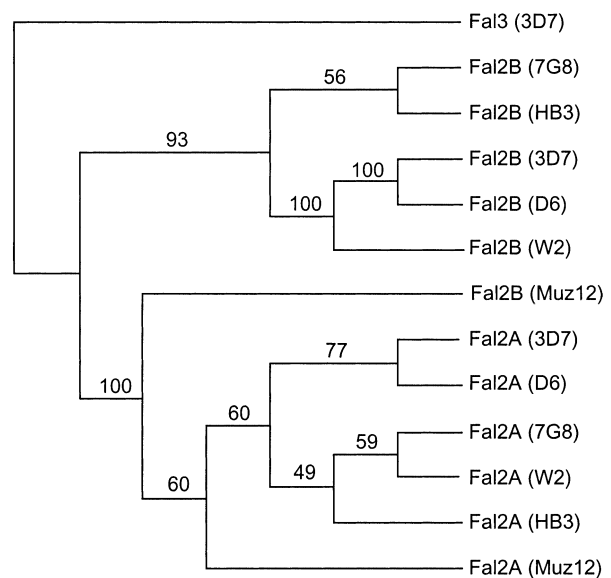 Fal3 (3D7)
Fal2B (7G8)
56
Fal2B (HB3)
93
Fal2B (3D7)
100
Fal2B (D6)
100
Fal2B (W2)
Fal2B (Muz12)
Fal2A (3D7)
77
Fal2A (D6)
100
60
Fal2A (7G8)
59
Fal2A (W2)
49
60
Fal2A (HB3)
Fal2A (Muz12)